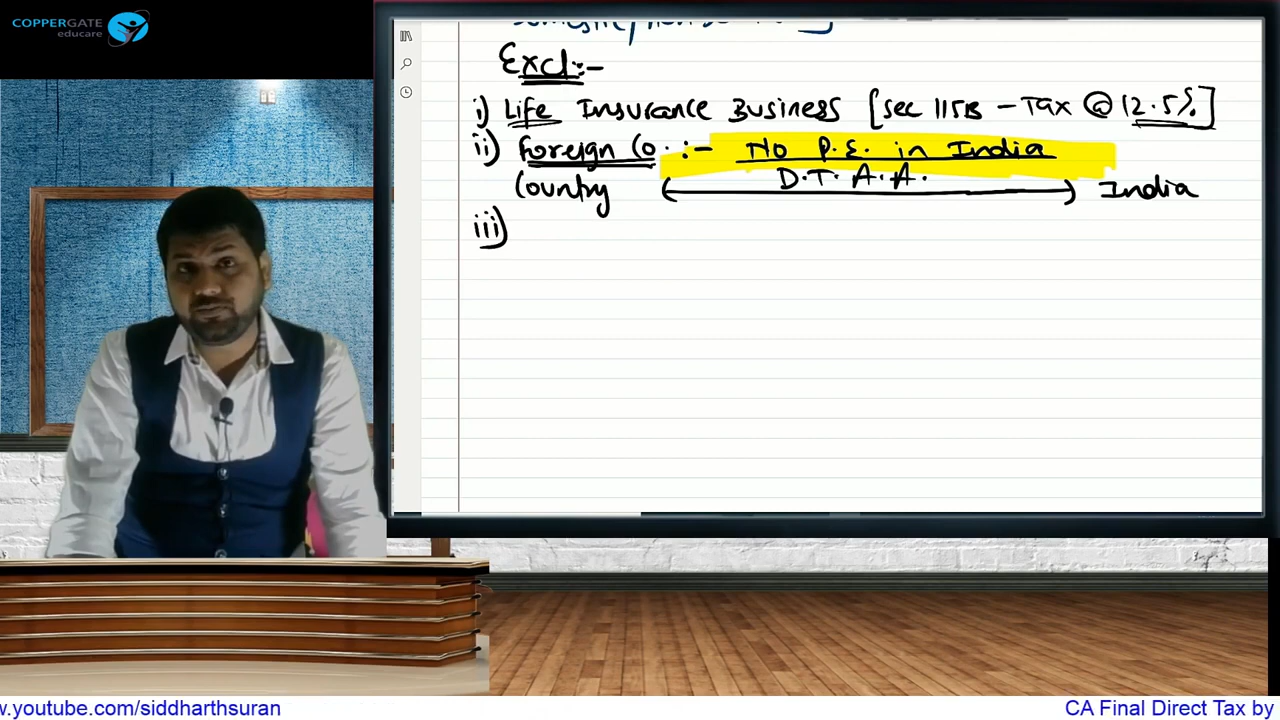 COPPERGATE
educare
Excl:-
i) Life Insurance Business [sec 115B - Tax @ 12.5%]
ii) Foreign Co. :- No P.E. in India
Country D.T.A.A. India
iii)
w.youtube.com/siddharthsuran
CA Final Direct Tax by